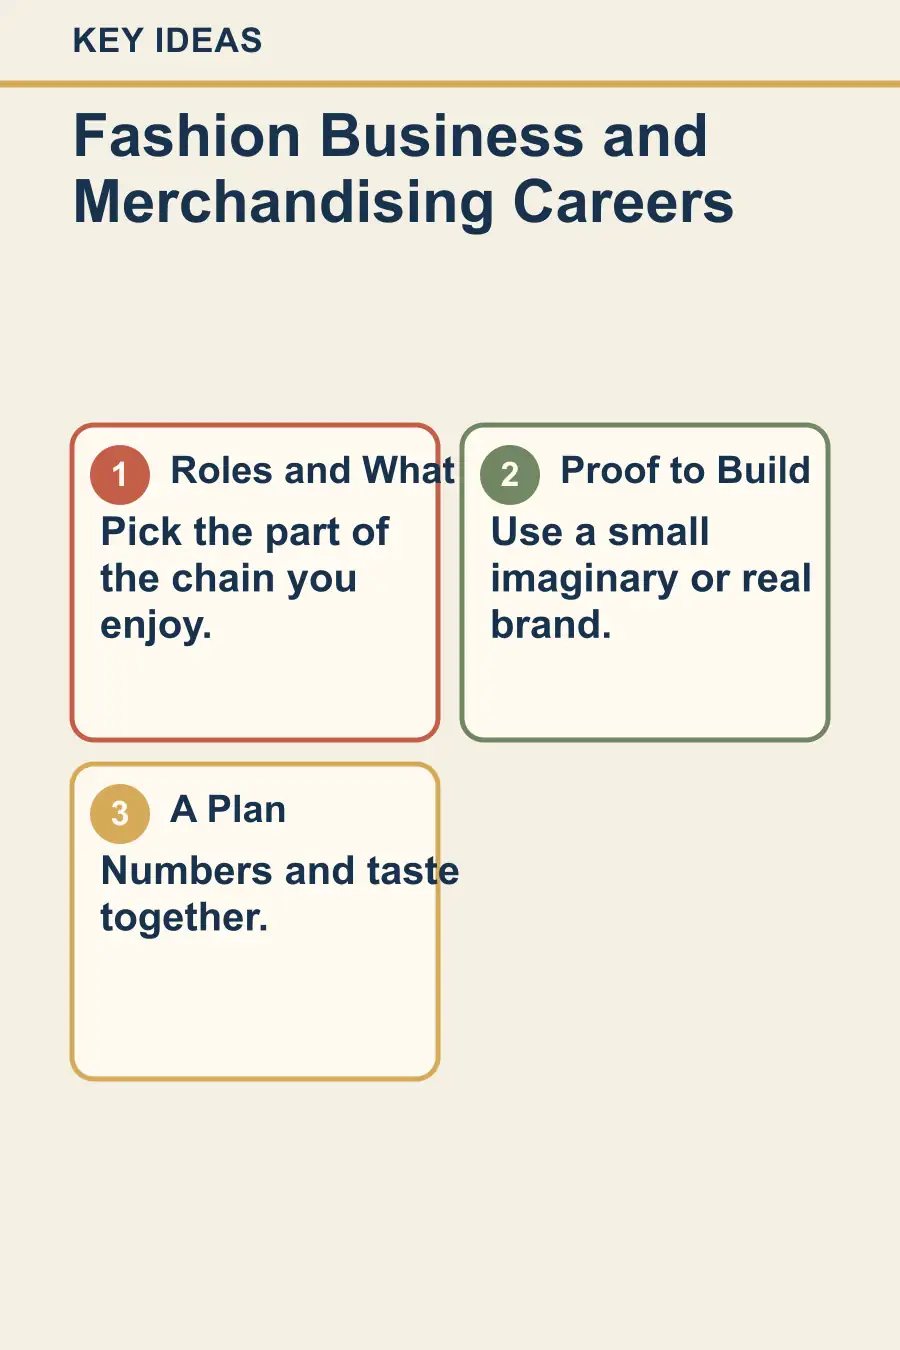 KEY IDEAS
Fashion Business and
Merchandising Careers
1
Roles and What
Pick the part of
the chain you
enjoy.
2
Proof to Build
Use a small
imaginary or real
brand.
3
A Plan
Numbers and taste
together.